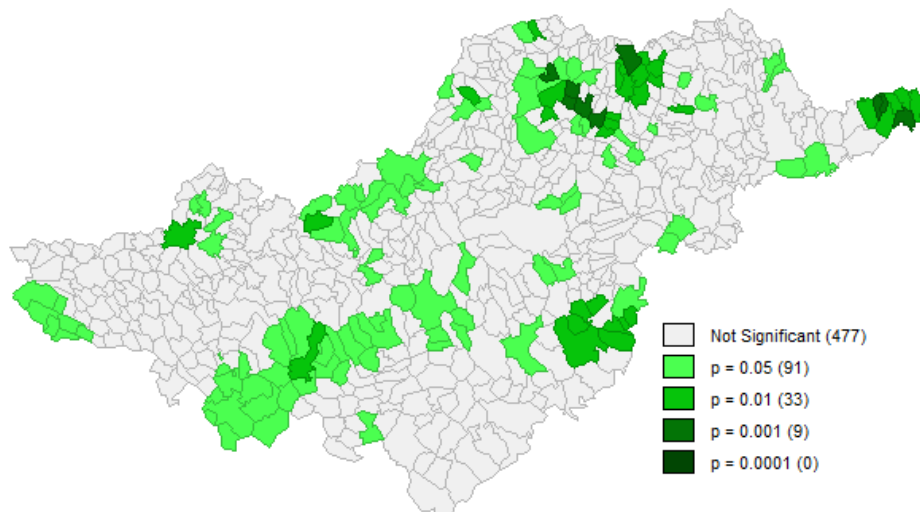 Not Significant (477)
p = 0.05 (91)
p = 0.01 (33)
p = 0.001 (9)
p = 0.0001 (0)